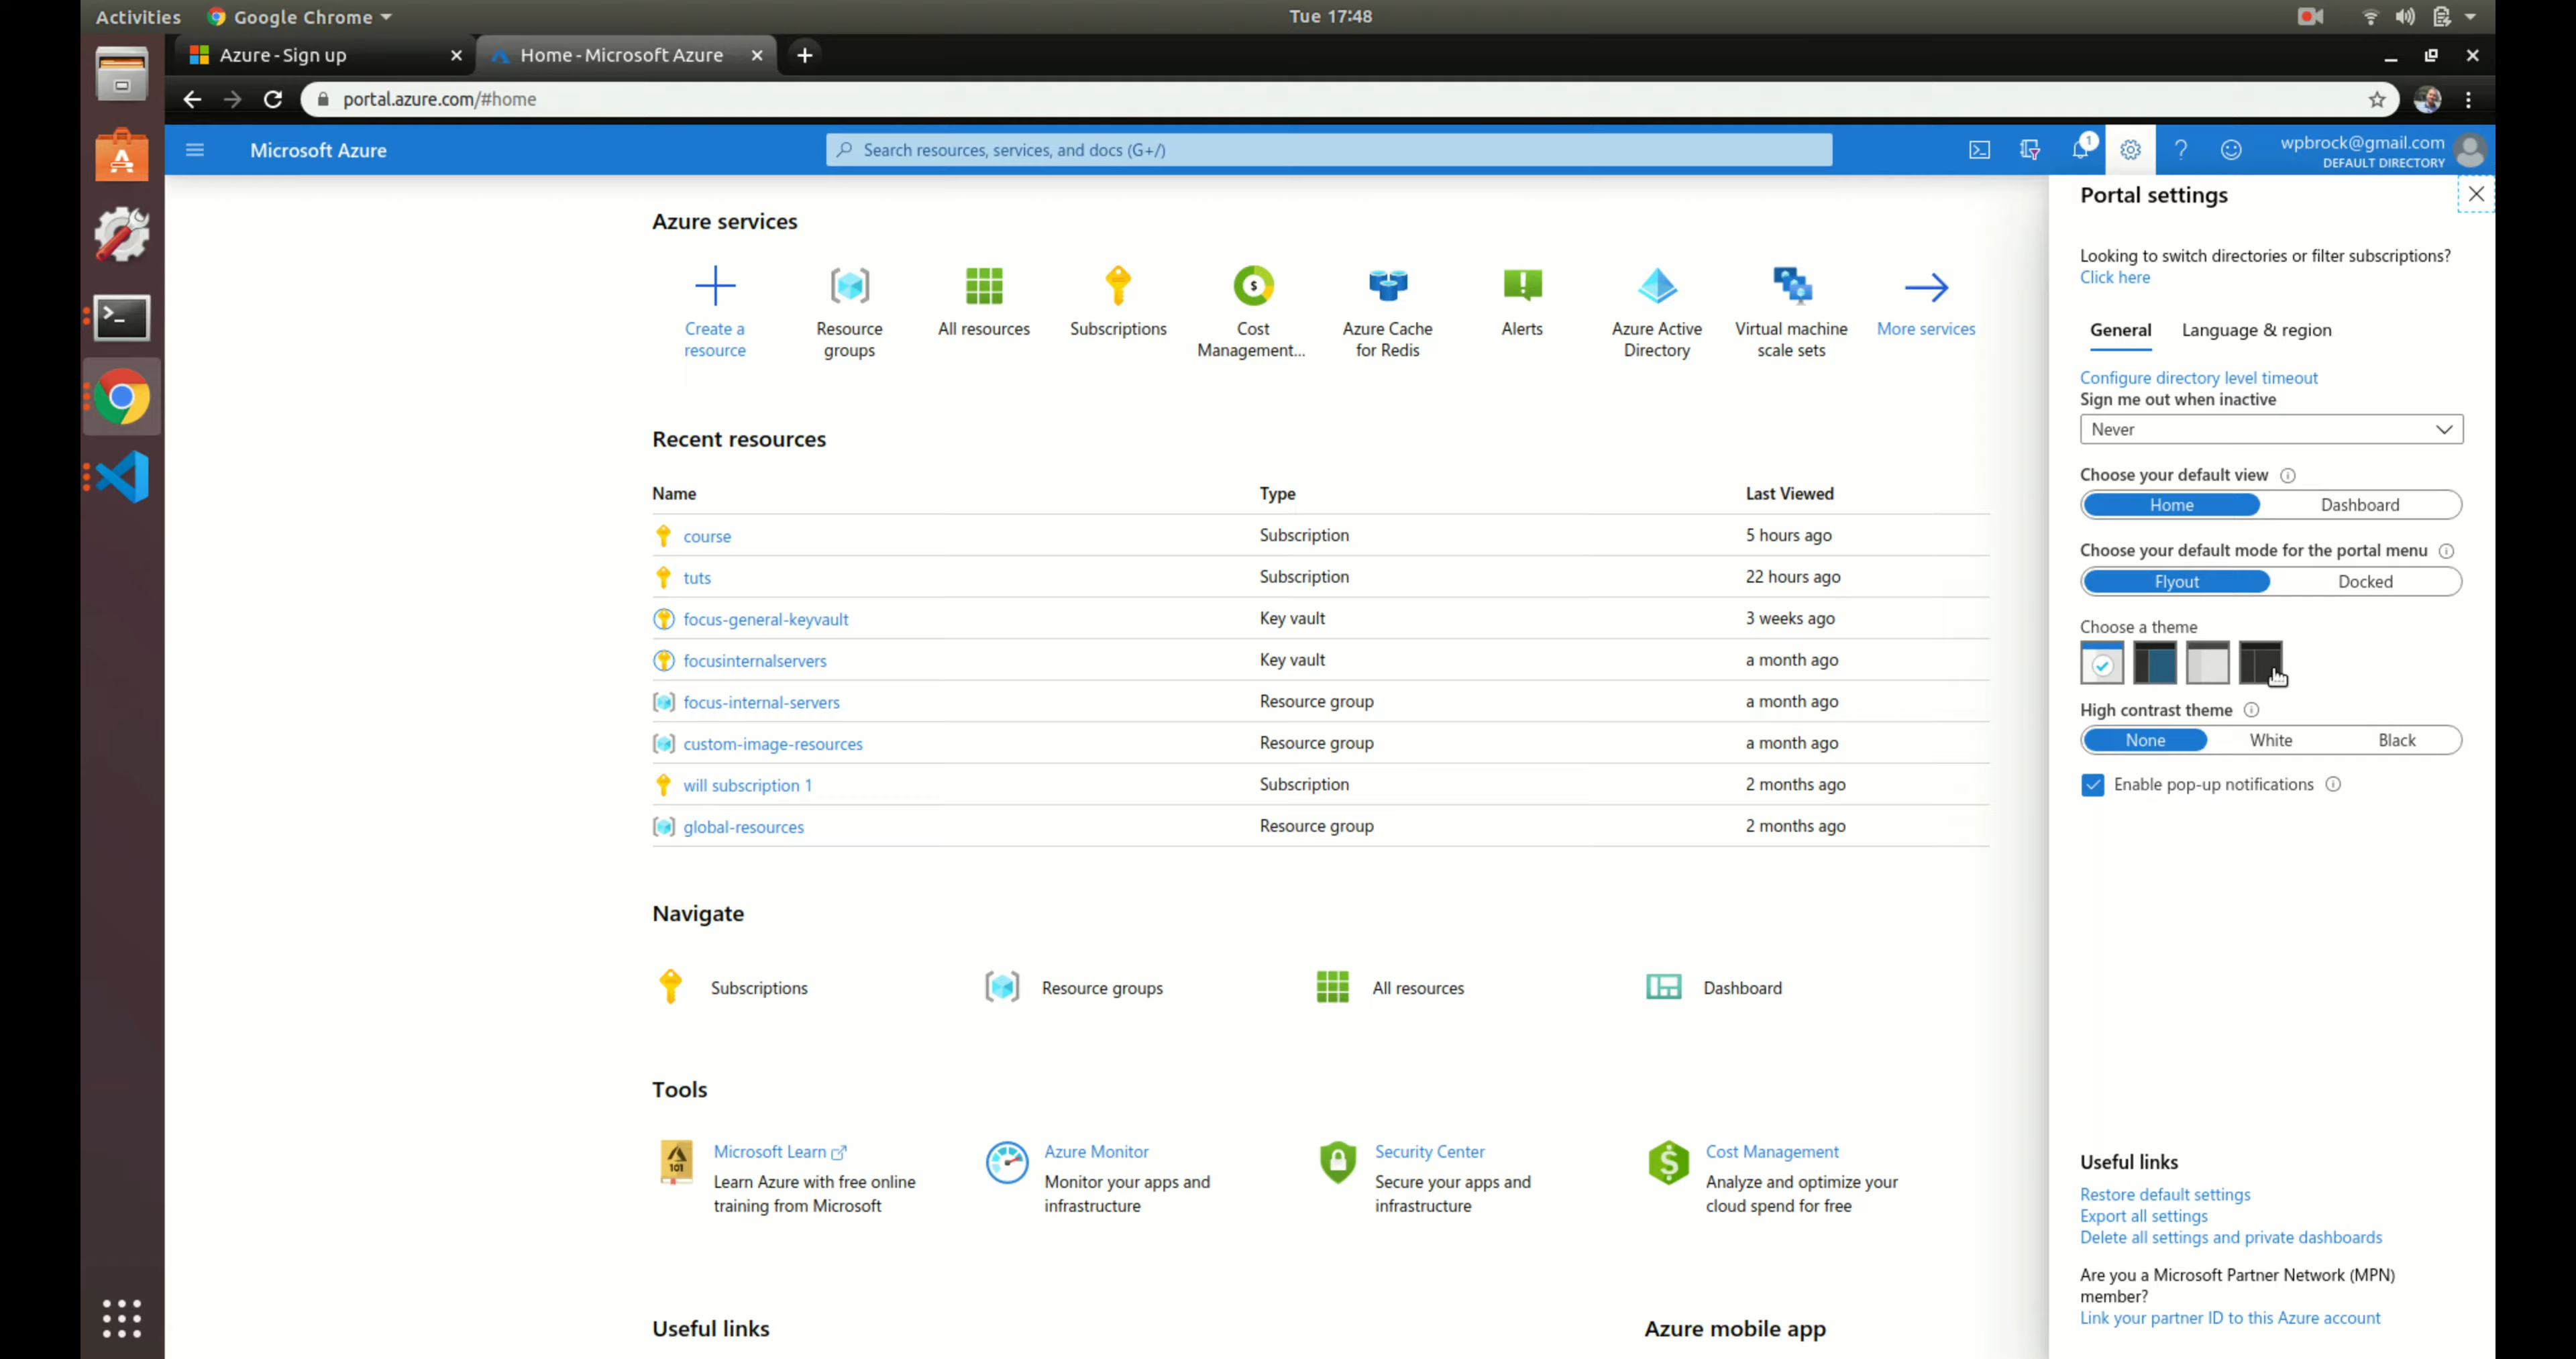 Activities
Google Chrome
Tue 17:48
Azure - Sign up
Home - Microsoft Azure
portal.azure.com/#home
Microsoft Azure
Search resources, services, and docs (G+/)
1
wpbrock@gmail.com
DEFAULT DIRECTORY
Azure services
Create a
resource
Resource
groups
All resources
Subscriptions
Cost
Management...
Azure Cache
for Redis
Alerts
Azure Active
Directory
Virtual machine
scale sets
More services
Recent resources
Name Type Last Viewed
course Subscription 5 hours ago
tuts Subscription 22 hours ago
focus-general-keyvault Key vault 3 weeks ago
focusinternalservers Key vault a month ago
focus-internal-servers Resource group a month ago
custom-image-resources Resource group a month ago
will subscription 1 Subscription 2 months ago
global-resources Resource group 2 months ago
Navigate
Subscriptions
Resource groups
All resources
Dashboard
Tools
101
Microsoft Learn
Learn Azure with free online
training from Microsoft
Azure Monitor
Monitor your apps and
infrastructure
Security Center
Secure your apps and
infrastructure
Cost Management
Analyze and optimize your
cloud spend for free
Useful links
Azure mobile app
Portal settings
Looking to switch directories or filter subscriptions?
Click here
General Language & region
Configure directory level timeout
Sign me out when inactive
Never
Choose your default view
Home Dashboard
Choose your default mode for the portal menu
Flyout Docked
Choose a theme
High contrast theme
None White Black
Enable pop-up notifications
Useful links
Restore default settings
Export all settings
Delete all settings and private dashboards
Are you a Microsoft Partner Network (MPN)
member?
Link your partner ID to this Azure account